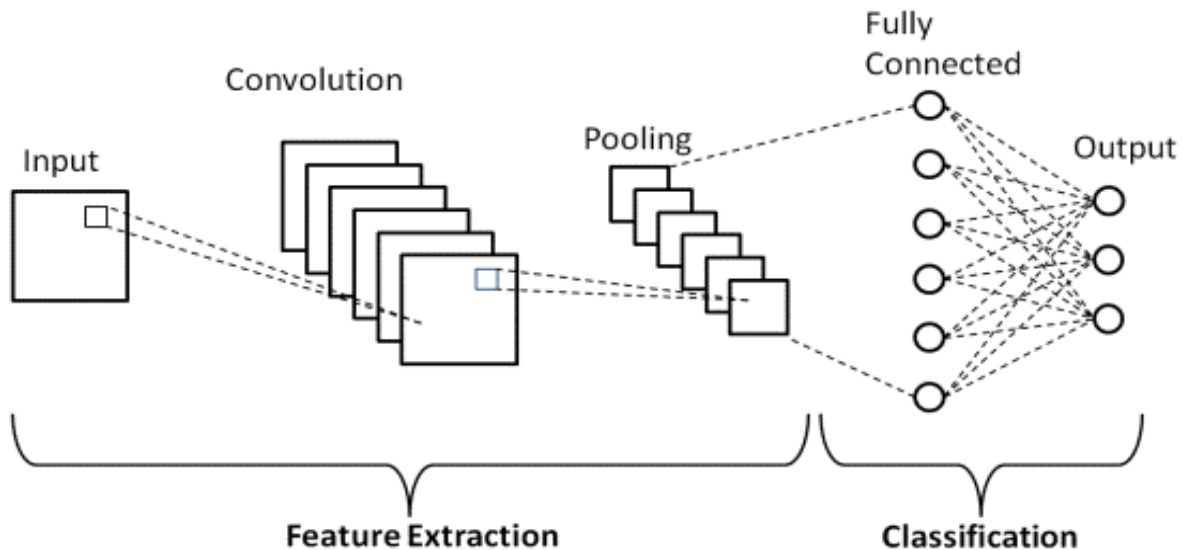 Input
Convolution
Pooling
Fully
Connected
Output
Feature Extraction
Classification